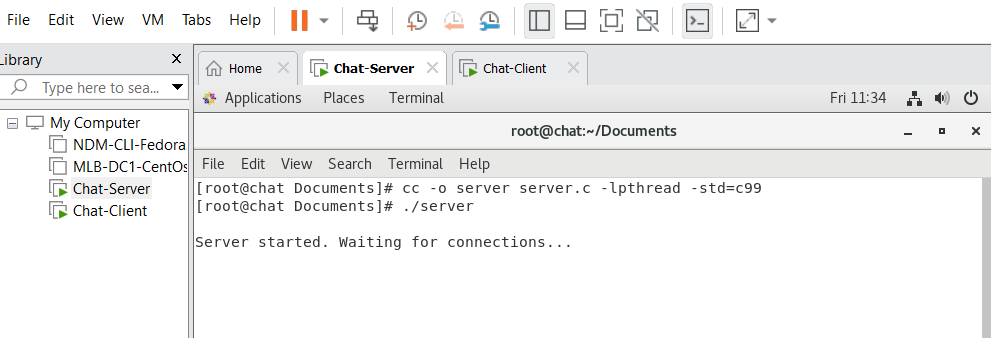 File Edit View VM Tabs Help
Library X
Type here to sea...
My Computer
NDM-CLI-Fedora
MLB-DC1-CentOs
Chat-Server
Chat-Client
Home Chat-Server Chat-Client
Applications Places Terminal Fri 11:34
root@chat:~/Documents
File Edit View Search Terminal Help
[root@chat Documents]# cc -o server server.c -lpthread -std=c99
[root@chat Documents]# ./server
Server started. Waiting for connections...